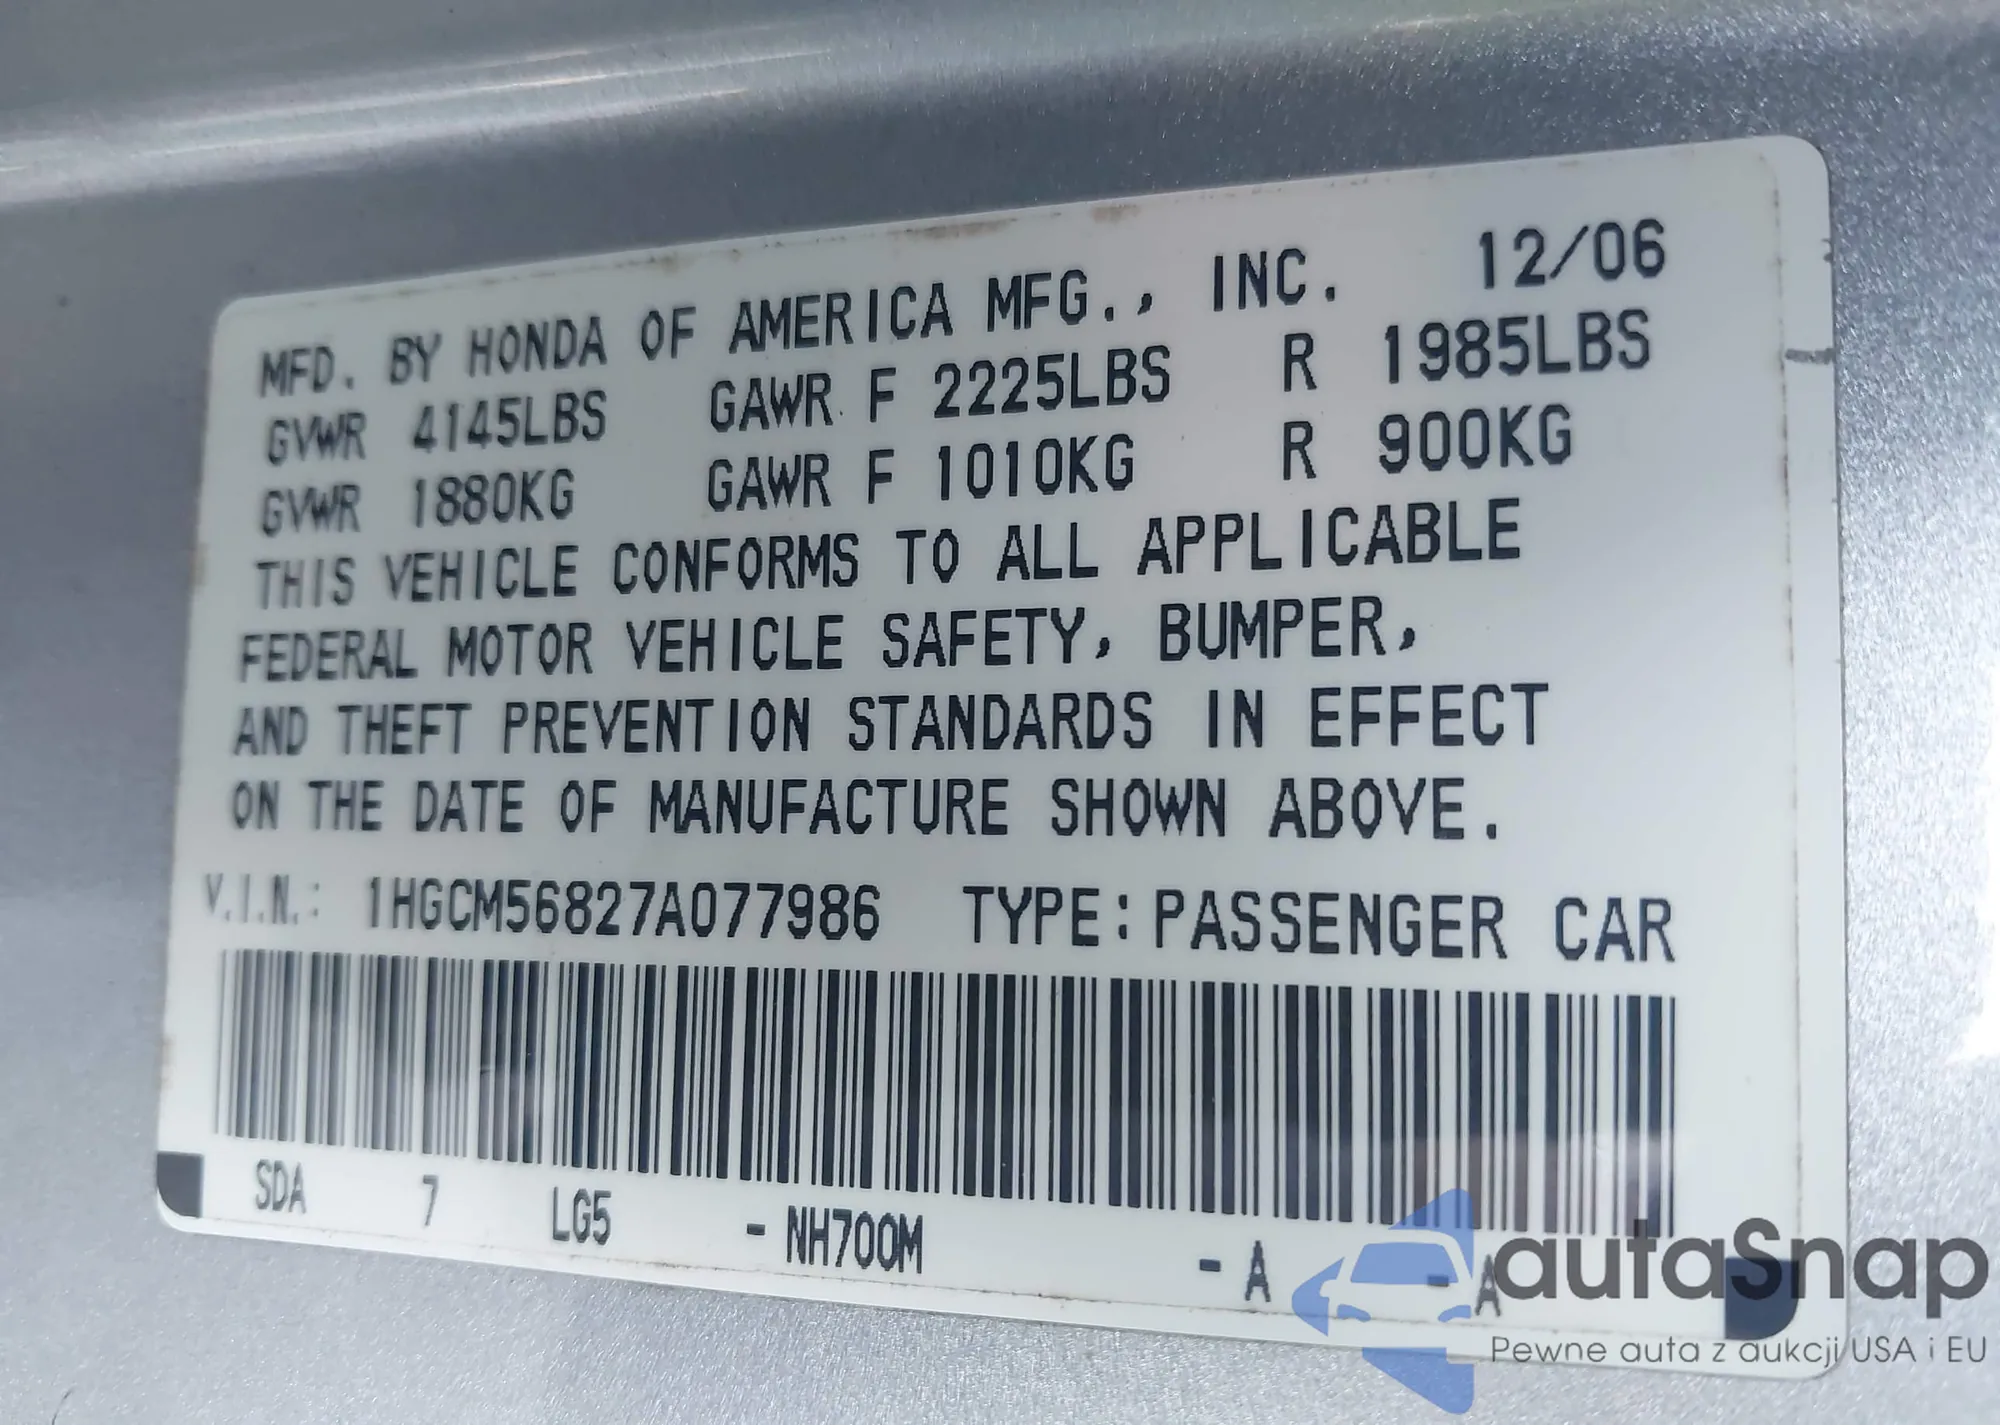 MFD. BY HONDA OF AMERICA MFG., INC. 12/06
GVWR 4145LBS GAWR F 2225LBS R 1985LBS
GVWR 1880KG GAWR F 1010KG R 900KG
THIS VEHICLE CONFORMS TO ALL APPLICABLE
FEDERAL MOTOR VEHICLE SAFETY, BUMPER,
AND THEFT PREVENTION STANDARDS IN EFFECT
ON THE DATE OF MANUFACTURE SHOWN ABOVE.
V.I.N.: 1HGCM56827A077986 TYPE: PASSENGER CAR
SDA 7 LG5 - NH700M - A - A
autaSnap
Pewne auta z aukcji USA i EU